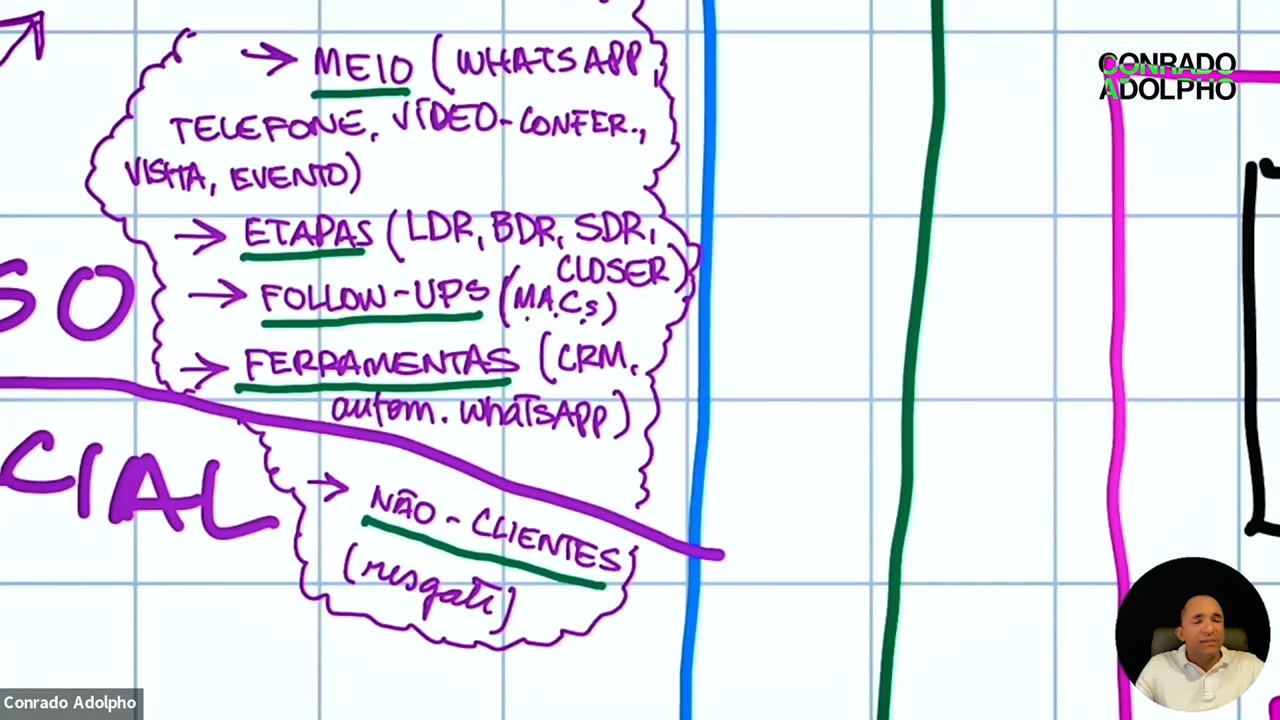 → MEIO (WHATSAPP,
TELEFONE, VÍDEO-CONFER.,
VISITA, EVENTO)
→ ETAPAS (LDR, BDR, SDR,
CLOSER)
→ FOLLOW-UPS (M.A.C.s)
→ FERRAMENTAS (CRM,
autom. WhatsAPP)
SO
CIAL
→ NÃO-CLIENTES
(resgate)
CONRADO
ADOLPHO
Conrado Adolpho